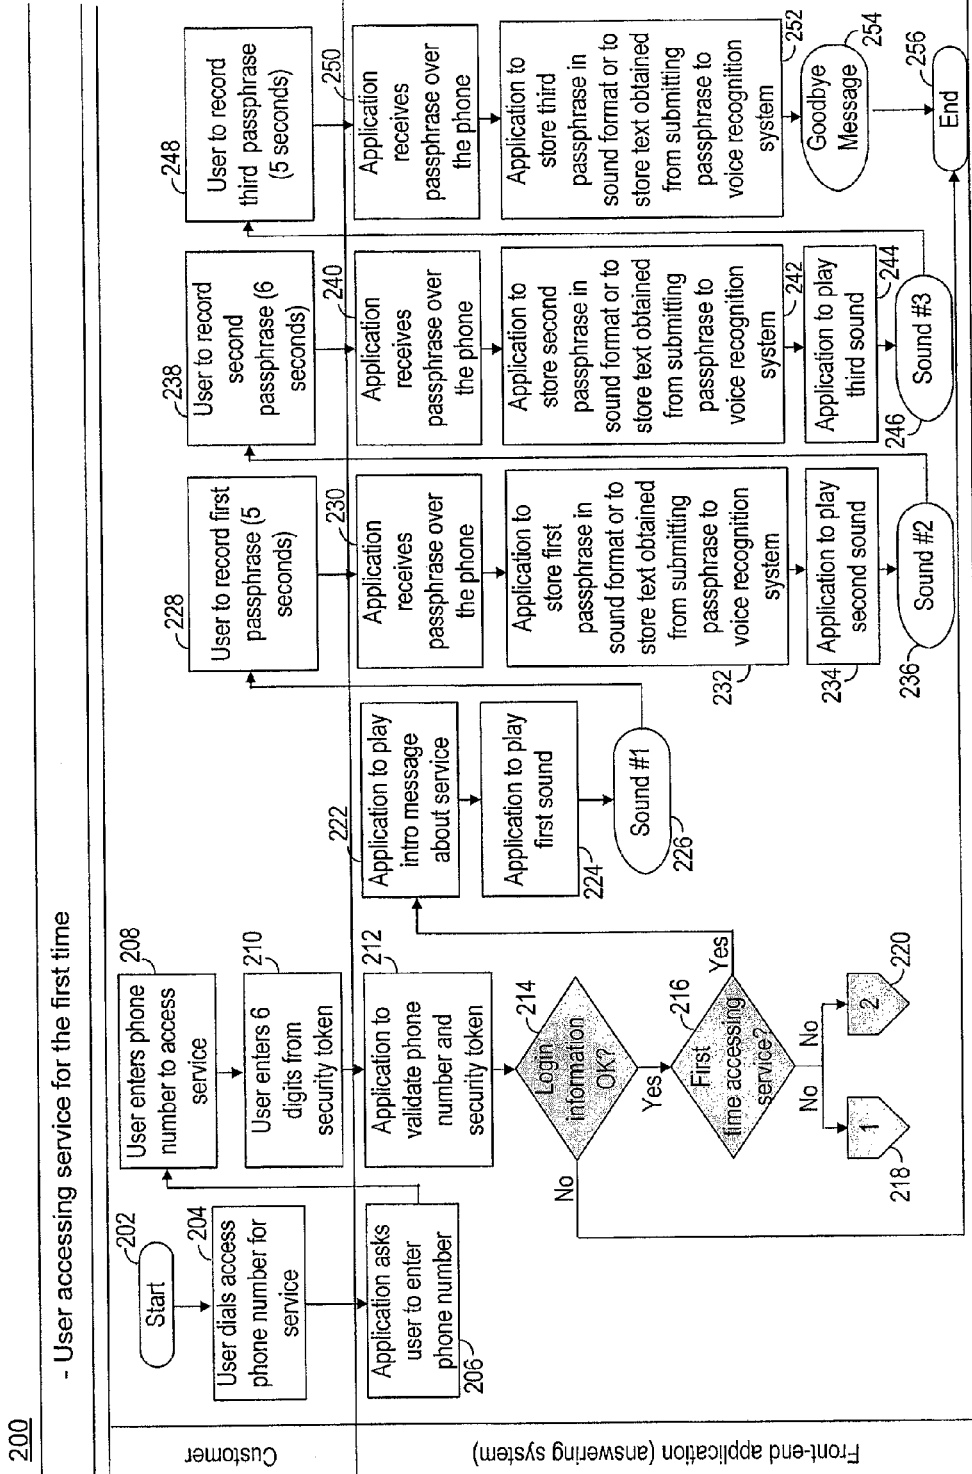 200
- User accessing service for the first time
Customer
Front-end application (answering system)
202
Start
204
User dials access
phone number for
service
Application asks
user to enter
phone number
206
208
User enters phone
number to access
service
210
User enters 6
digits from
security token
212
Application to
validate phone
number and
security token
214
Login
information
OK?
No
Yes
216
First
time accessing
service?
Yes
No
No
1
218
2
220
222
Application to play
intro message
about service
Application to play
first sound
224
Sound #1
226
228
User to record first
passphrase (5
seconds)
230
Application
receives
passphrase over
the phone
Application to
store first
passphrase in
sound format or to
store text obtained
from submitting
passphrase to
voice recognition
system
232
Application to play
second sound
234
Sound #2
236
238
User to record
second
passphrase (6
seconds)
240
Application
receives
passphrase over
the phone
Application to
store second
passphrase in
sound format or to
store text obtained
from submitting
passphrase to
voice recognition
system
242
Application to play
third sound
244
Sound #3
246
248
User to record
third passphrase
(5 seconds)
250
Application
receives
passphrase over
the phone
Application to
store third
passphrase in
sound format or to
store text obtained
from submitting
passphrase to
voice recognition
system
252
Goodbye
Message
254
End
256